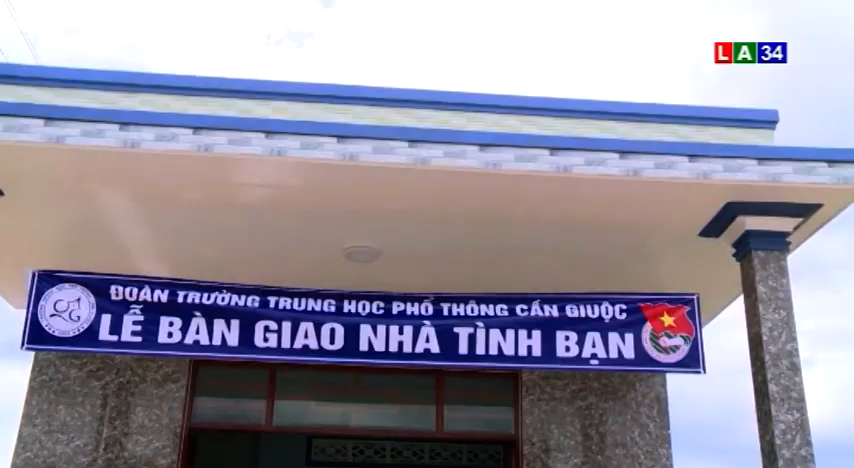 LA34
ĐOÀN TRƯỜNG TRUNG HỌC PHỔ THÔNG CẦN GIUỘC
LỄ BÀN GIAO NHÀ TÌNH BẠN